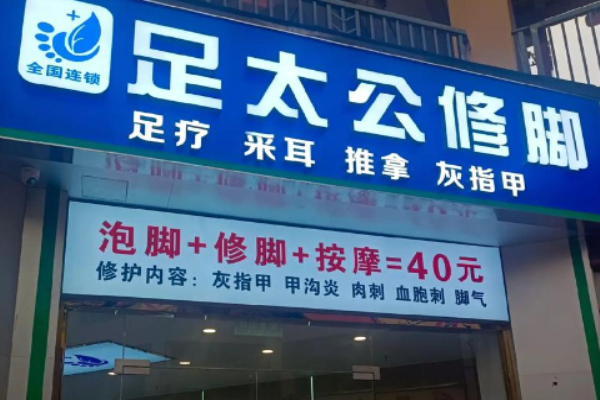 全国连锁
足太公修脚
足疗 采耳 推拿 灰指甲
泡脚+修脚+按摩=40元
修护内容：灰指甲 甲沟炎 肉刺 血胞刺 脚气